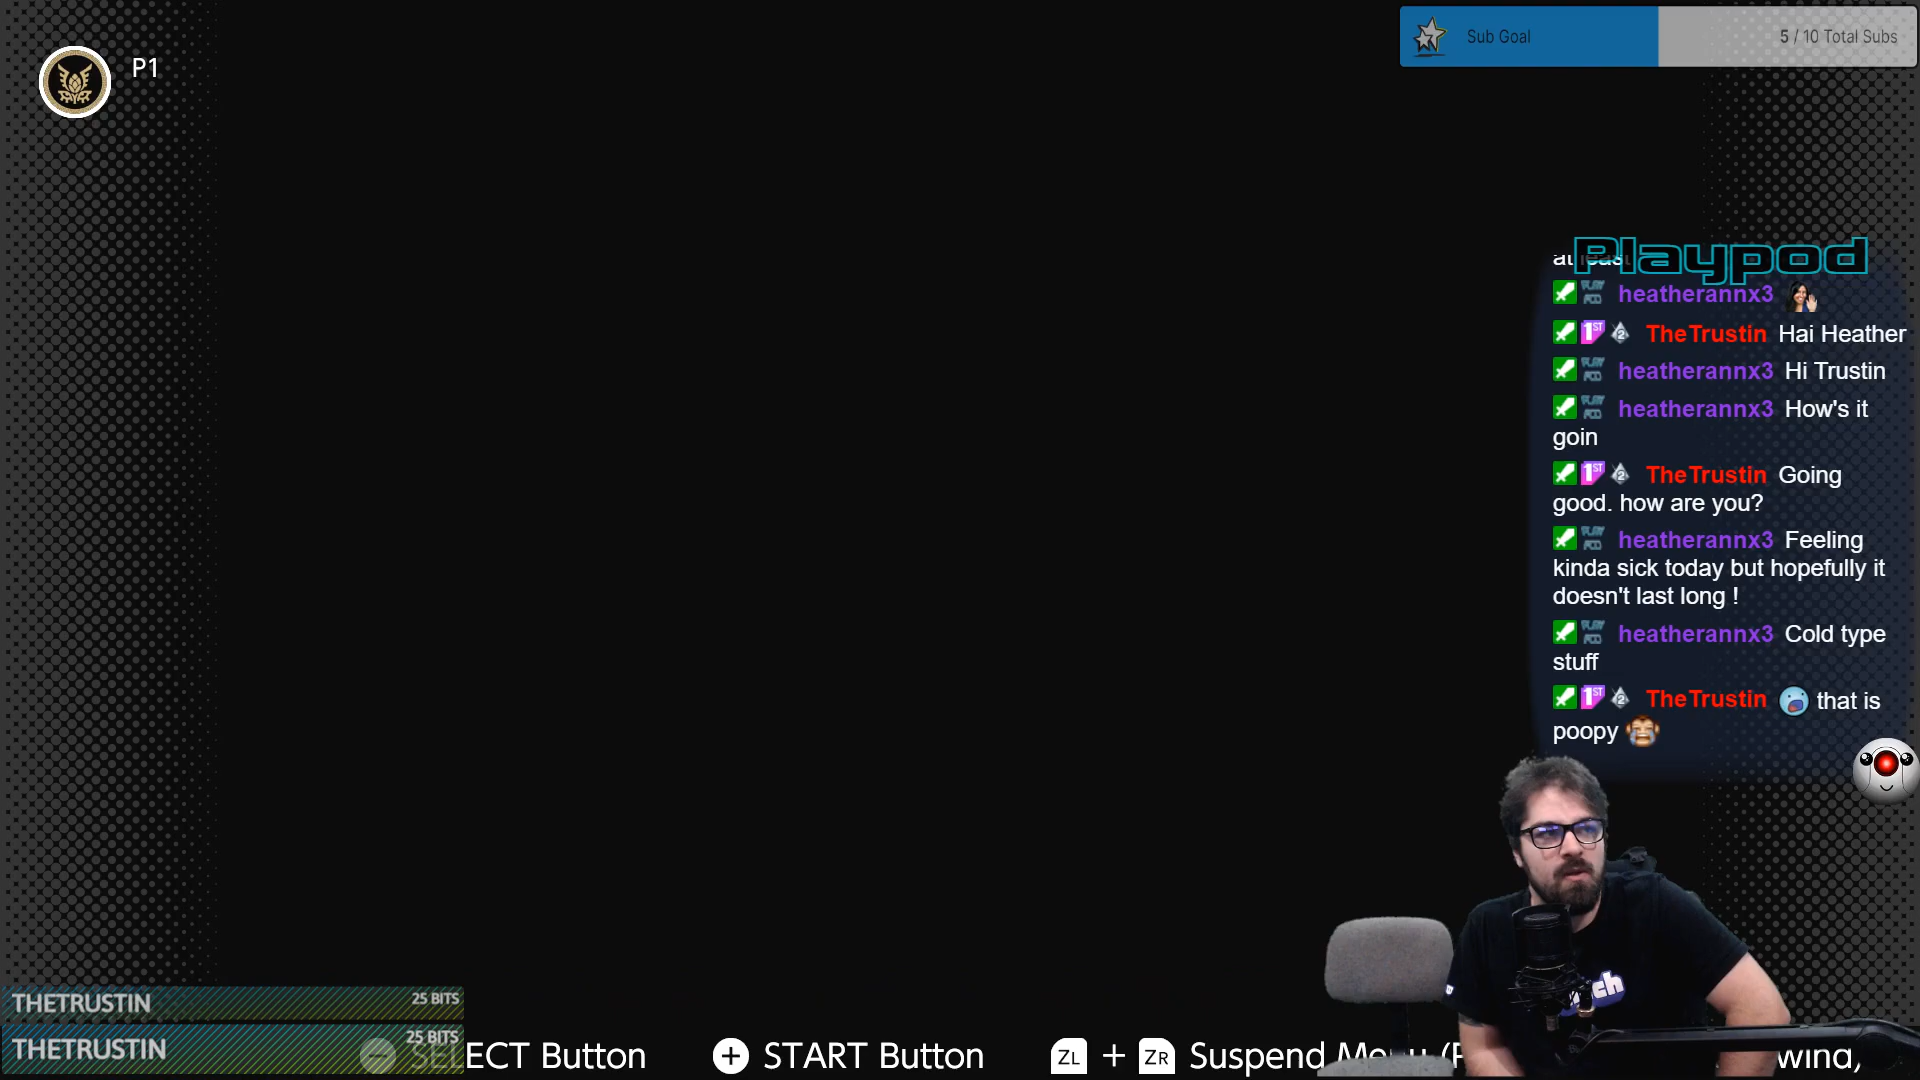 P1
Sub Goal
5 / 10 Total Subs
Playpod
heatherannx3
TheTrustin Hai Heather
heatherannx3 Hi Trustin
heatherannx3 How's it
goin
TheTrustin Going
good. how are you?
heatherannx3 Feeling
kinda sick today but hopefully it
doesn't last long !
heatherannx3 Cold type
stuff
TheTrustin that is
poopy
THETRUSTIN 25 BITS
THETRUSTIN 25 BITS
SELECT Button
+ START Button
ZL + ZR Suspend